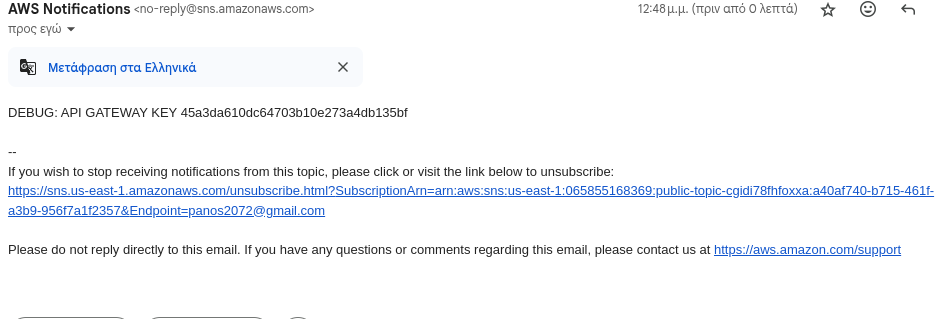 AWS Notifications <no-reply@sns.amazonaws.com> 12:48 μ.μ. (πριν από 0 λεπτά)
προς εγώ
Μετάφραση στα Ελληνικά
DEBUG: API GATEWAY KEY 45a3da610dc64703b10e273a4db135bf
--
If you wish to stop receiving notifications from this topic, please click or visit the link below to unsubscribe:
https://sns.us-east-1.amazonaws.com/unsubscribe.html?SubscriptionArn=arn:aws:sns:us-east-1:065855168369:public-topic-cgidi78fhfoxxa:a40af740-b715-461f-
a3b9-956f7a1f2357&Endpoint=panos2072@gmail.com
Please do not reply directly to this email. If you have any questions or comments regarding this email, please contact us at https://aws.amazon.com/support